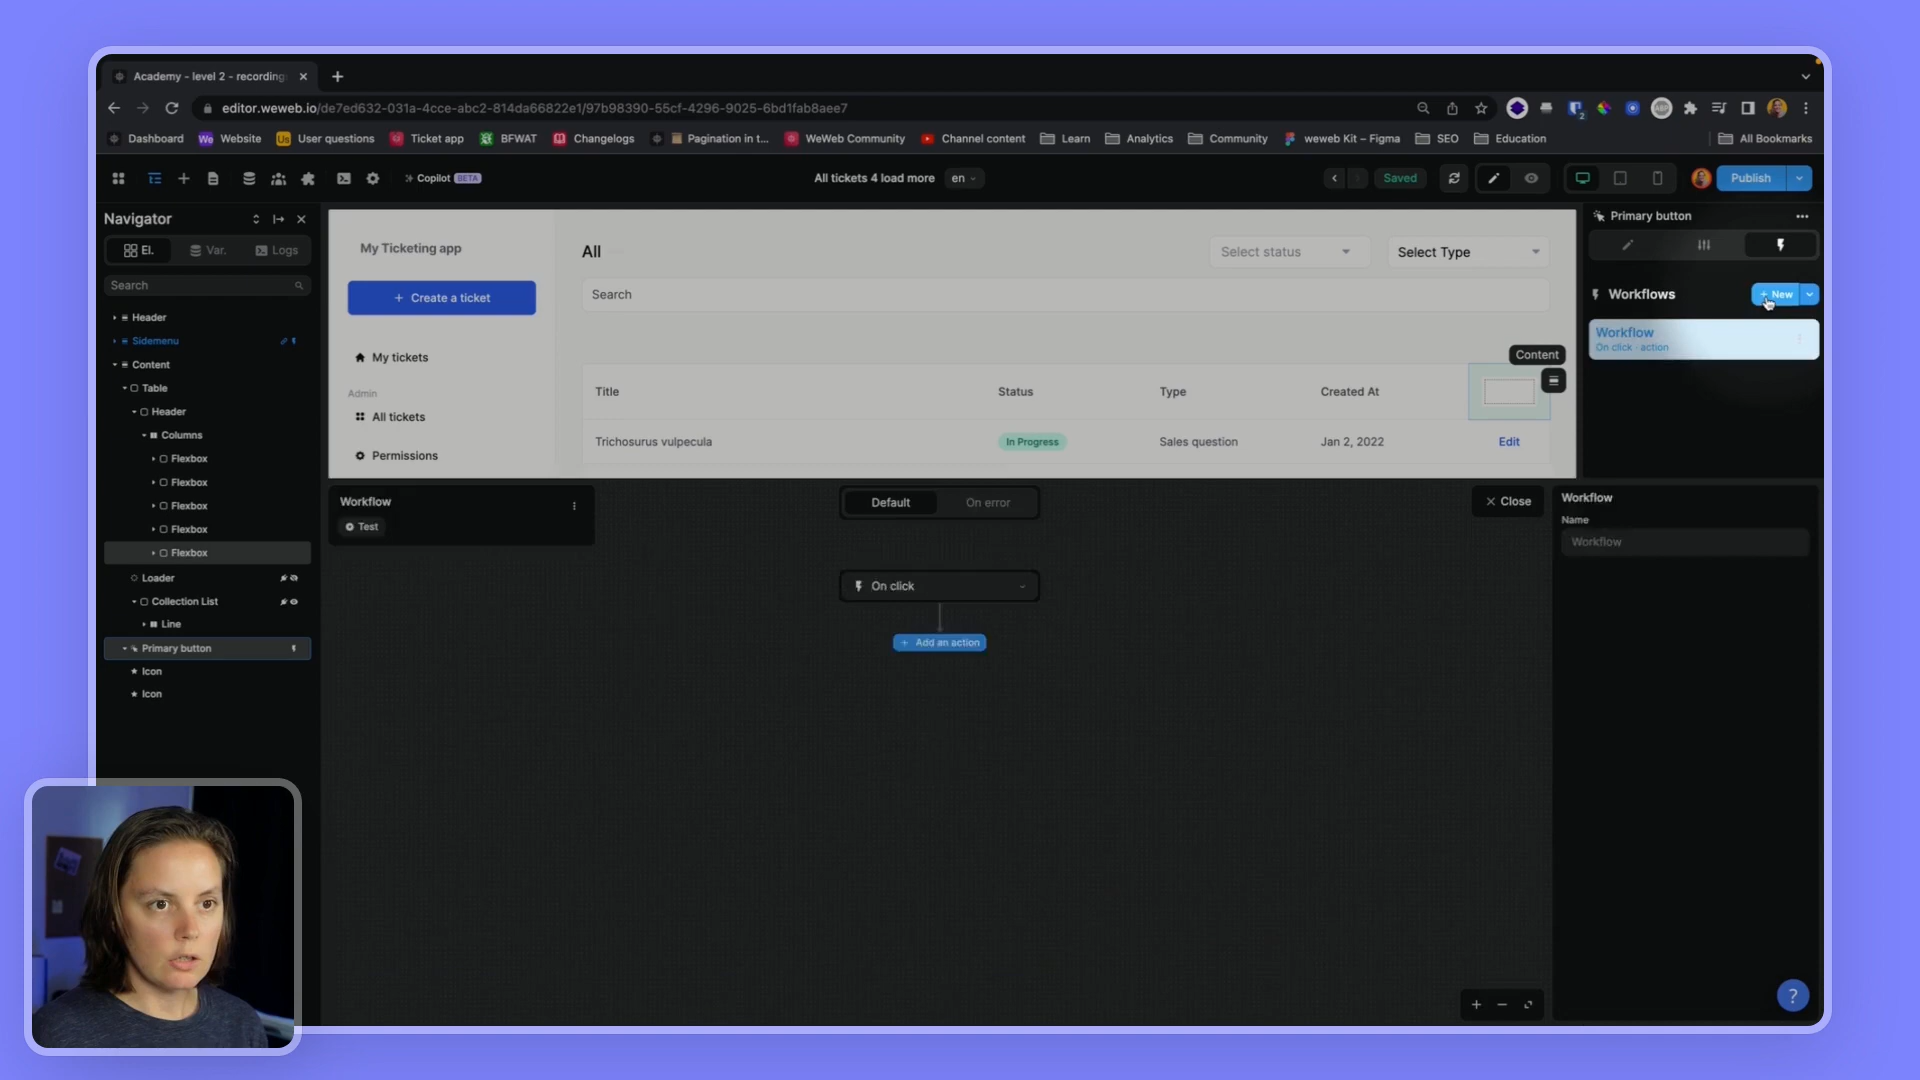 Academy - level 2 - recording
editor.weweb.io/de7ed632-031a-4cce-abc2-814da66822e1/97b98390-55cf-4296-9025-6bd1fab8aee7
Dashboard
We Website
Us User questions
Ticket app
BFWAT
Changelogs
Pagination in t...
WeWeb Community
Channel content
Learn
Analytics
Community
weweb Kit – Figma
SEO
Education
All Bookmarks
Copilot BETA
All tickets 4 load more
en
Saved
Publish
Navigator
El.
Var.
Logs
Search
Header
Sidemenu
Content
Table
Header
Columns
Flexbox
Flexbox
Flexbox
Flexbox
Flexbox
Loader
Collection List
Line
Primary button
Icon
Icon
My Ticketing app
+ Create a ticket
My tickets
Admin
All tickets
Permissions
All
Select status
Select Type
Search
Content
Title
Status
Type
Created At
Trichosurus vulpecula
In Progress
Sales question
Jan 2, 2022
Edit
Primary button
Workflows
+ New
Workflow
On click - action
Workflow
Test
Default
On error
Close
On click
+ Add an action
Workflow
Name
Workflow
?